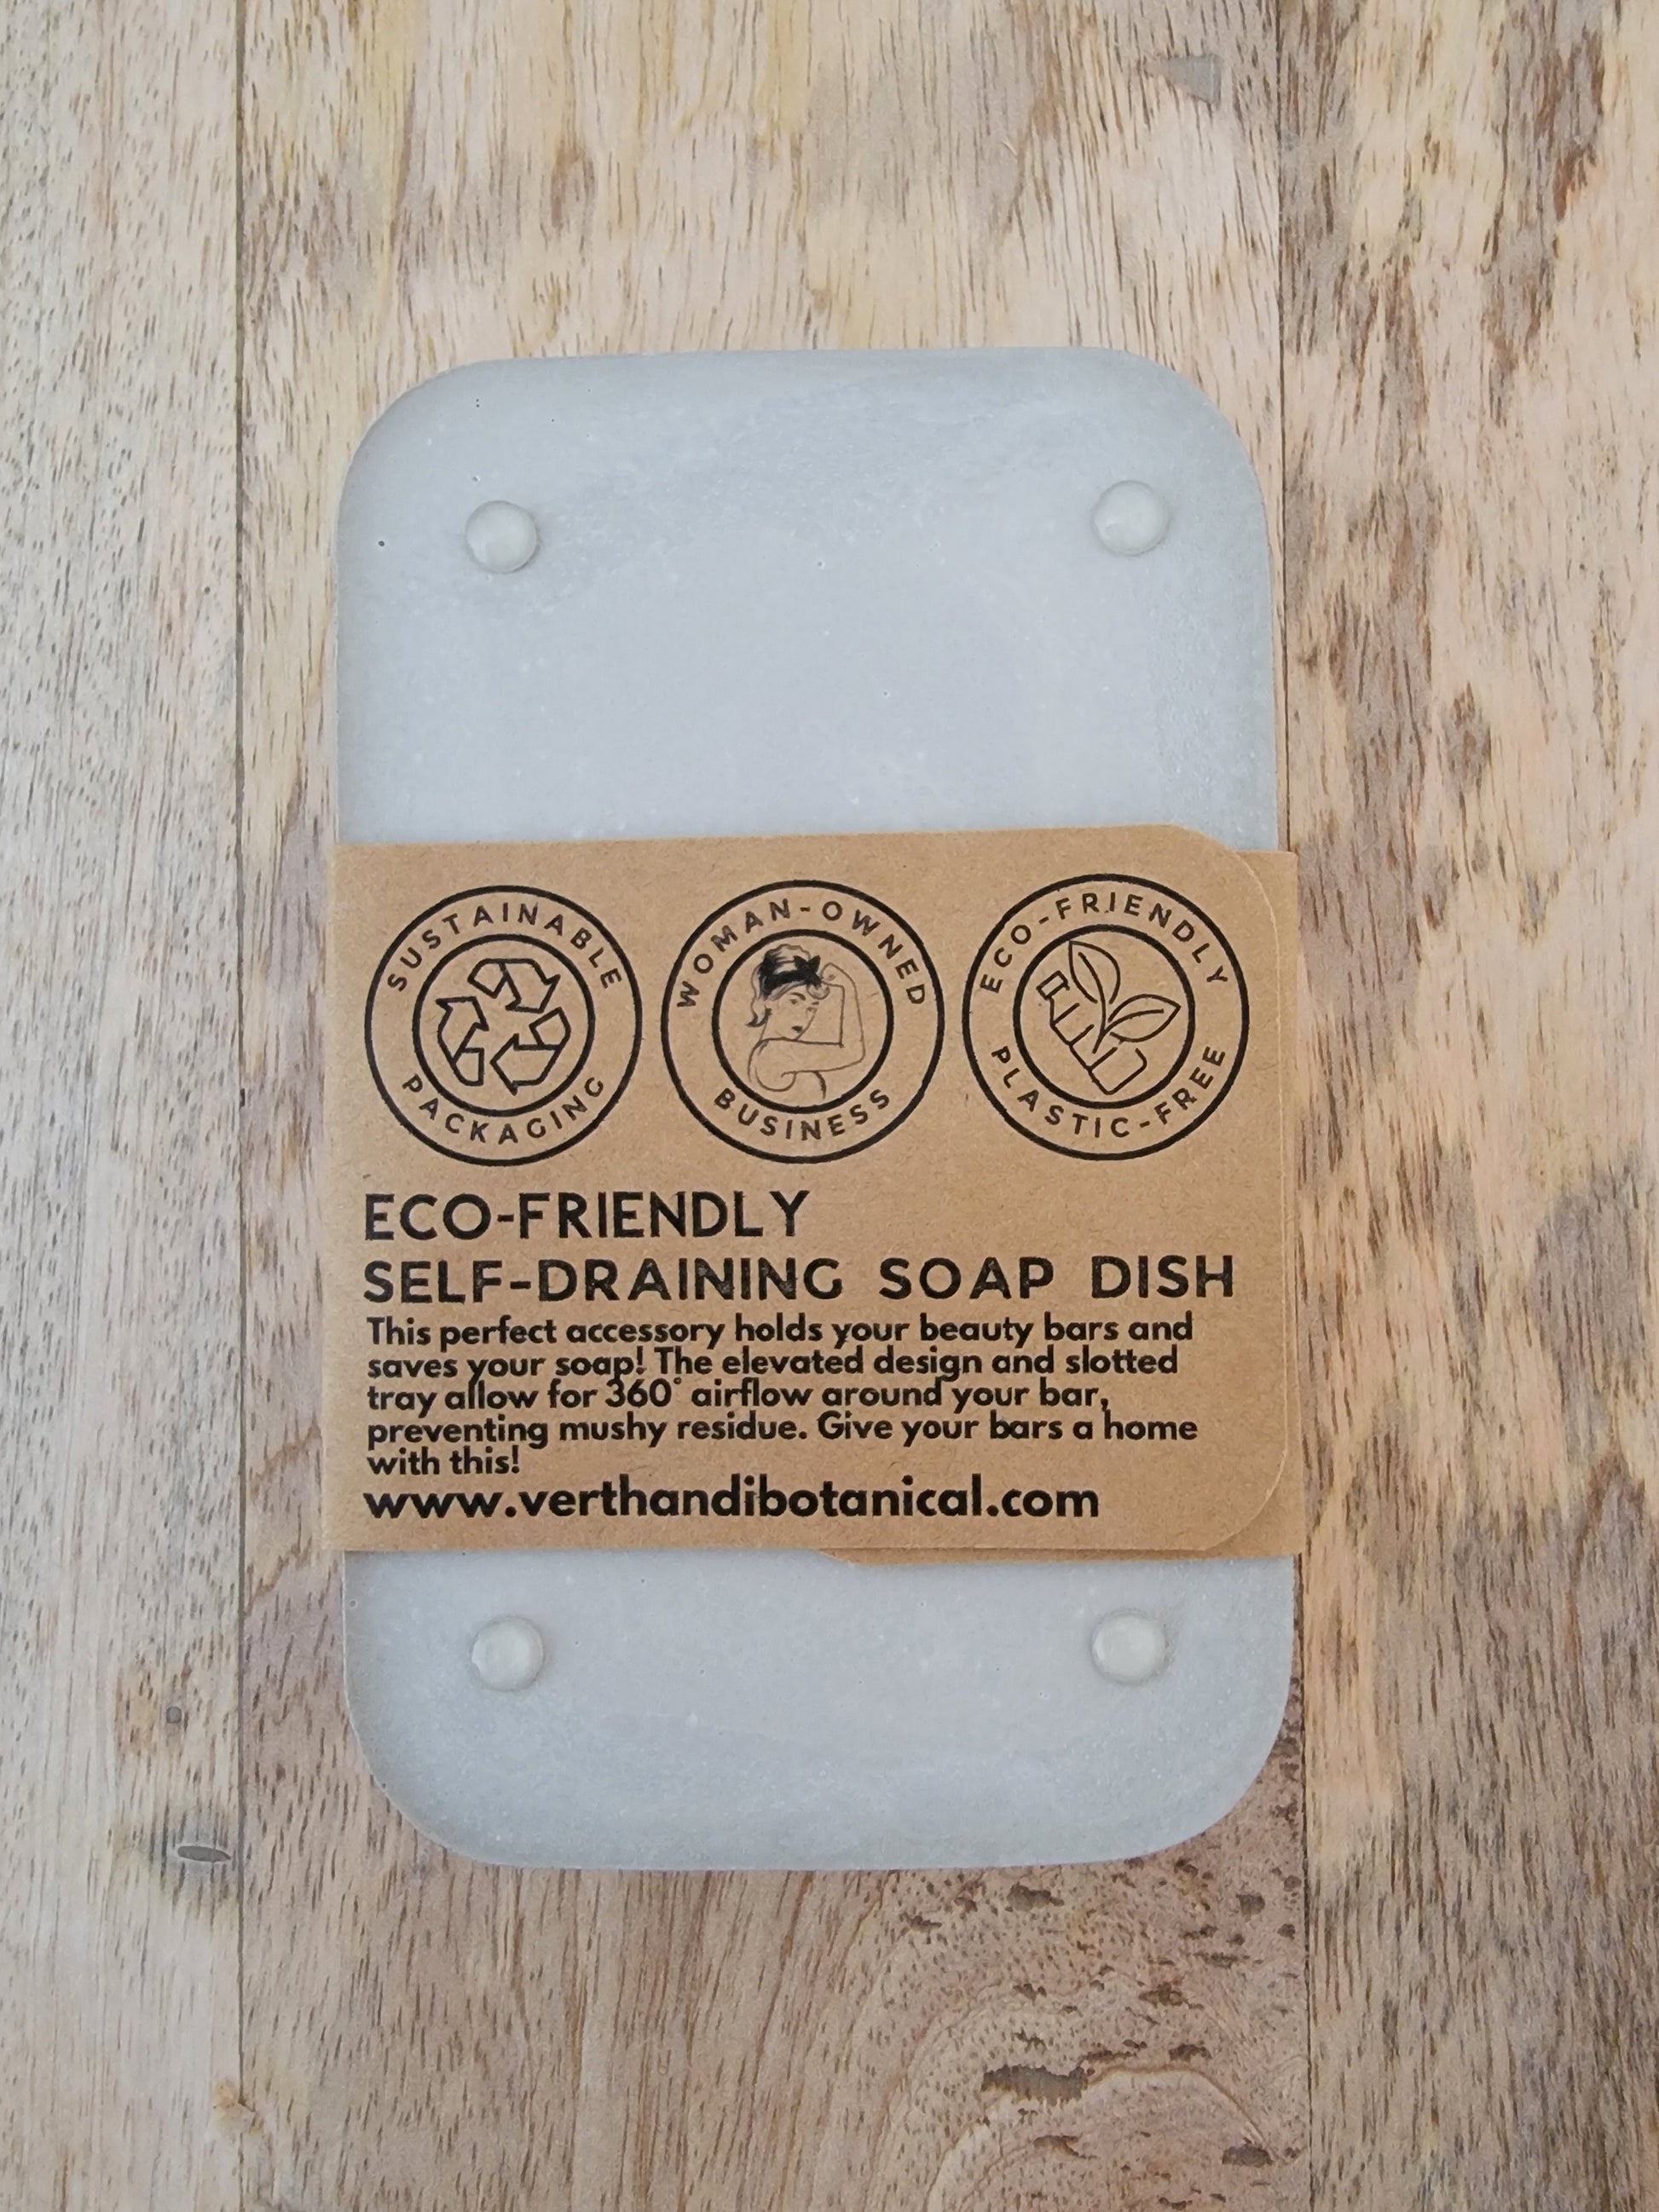 SUSTAINABLE
PACKAGING
WOMAN-OWNED
BUSINESS
ECO-FRIENDLY
PLASTIC-FREE
ECO-FRIENDLY
SELF-DRAINING SOAP DISH
This perfect accessory holds your beauty bars and
saves your soap! The elevated design and slotted
tray allow for 360° airflow around your bar,
preventing mushy residue. Give your bars a home
with this!
www.verthandibotanical.com